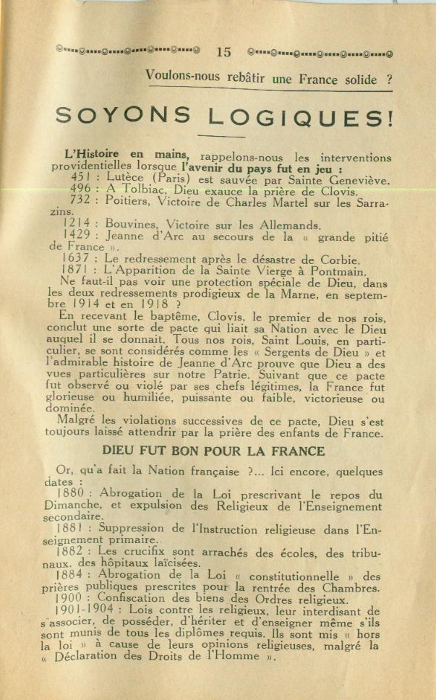 15
Voulons-nous rebâtir une France solide ?
SOYONS LOGIQUES!
L'Histoire en mains, rappelons-nous les interventions
providentielles lorsque l'avenir du pays fut en jeu :
451 : Lutèce (Paris) est sauvée par Sainte Geneviève.
496 : A Tolbiac, Dieu exauce la prière de Clovis.
732 : Poitiers, Victoire de Charles Martel sur les Sarra-
zins.
1214 : Bouvines, Victoire sur les Allemands.
1429 : Jeanne d'Arc au secours de la « grande pitié
de France ».
1637 : Le redressement après le désastre de Corbie.
1871 : L'Apparition de la Sainte Vierge à Pontmain.
Ne faut-il pas voir une protection spéciale de Dieu, dans
les deux redressements prodigieux de la Marne, en septem-
bre 1914 et en 1918 ?
En recevant le baptême, Clovis, le premier de nos rois,
conclut une sorte de pacte qui liait sa Nation avec le Dieu
auquel il se donnait. Tous nos rois, Saint Louis, en parti-
culier, se sont considérés comme les « Sergents de Dieu » et
l'admirable histoire de Jeanne d'Arc prouve que Dieu a des
vues particulières sur notre Patrie. Suivant que ce pacte
fut observé ou violé par ses chefs légitimes, la France fut
glorieuse ou humiliée, puissante ou faible, victorieuse ou
dominée.
Malgré les violations successives de ce pacte, Dieu s'est
toujours laissé attendrir par la prière des enfants de France.
DIEU FUT BON POUR LA FRANCE
Or, qu'a fait la Nation française ?... Ici encore, quelques
dates :
1880 : Abrogation de la Loi prescrivant le repos du
Dimanche, et expulsion des Religieux de l'Enseignement
secondaire.
1881 : Suppression de l'Instruction religieuse dans l'En-
seignement primaire.
1882 : Les crucifix sont arrachés des écoles, des tribu-
naux, des hôpitaux laïcisées.
1884 : Abrogation de la Loi « constitutionnelle » des
prières publiques prescrites pour la rentrée des Chambres.
1900 : Confiscation des biens des Ordres religieux.
1901-1904 : Lois contre les religieux, leur interdisant de
s'associer, de posséder, d'hériter et d'enseigner même s'ils
sont munis de tous les diplômes requis. Ils sont mis « hors
la loi » à cause de leurs opinions religieuses, malgré la
« Déclaration des Droits de l'Homme ».